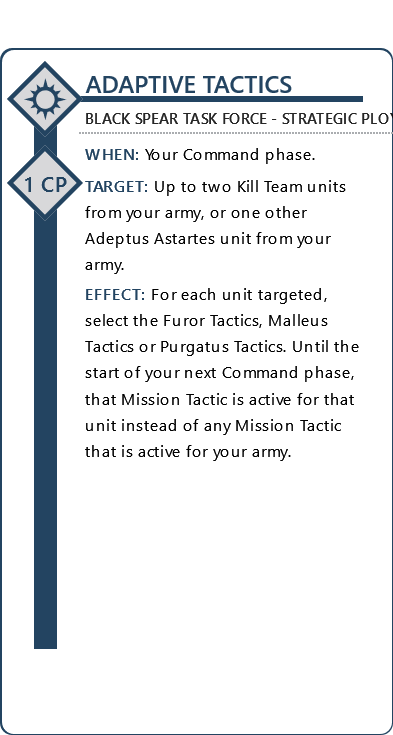 ADAPTIVE TACTICS
BLACK SPEAR TASK FORCE - STRATEGIC PLOY
1 CP
WHEN: Your Command phase.
TARGET: Up to two Kill Team units
from your army, or one other
Adeptus Astartes unit from your
army.
EFFECT: For each unit targeted,
select the Furor Tactics, Malleus
Tactics or Purgatus Tactics. Until the
start of your next Command phase,
that Mission Tactic is active for that
unit instead of any Mission Tactic
that is active for your army.